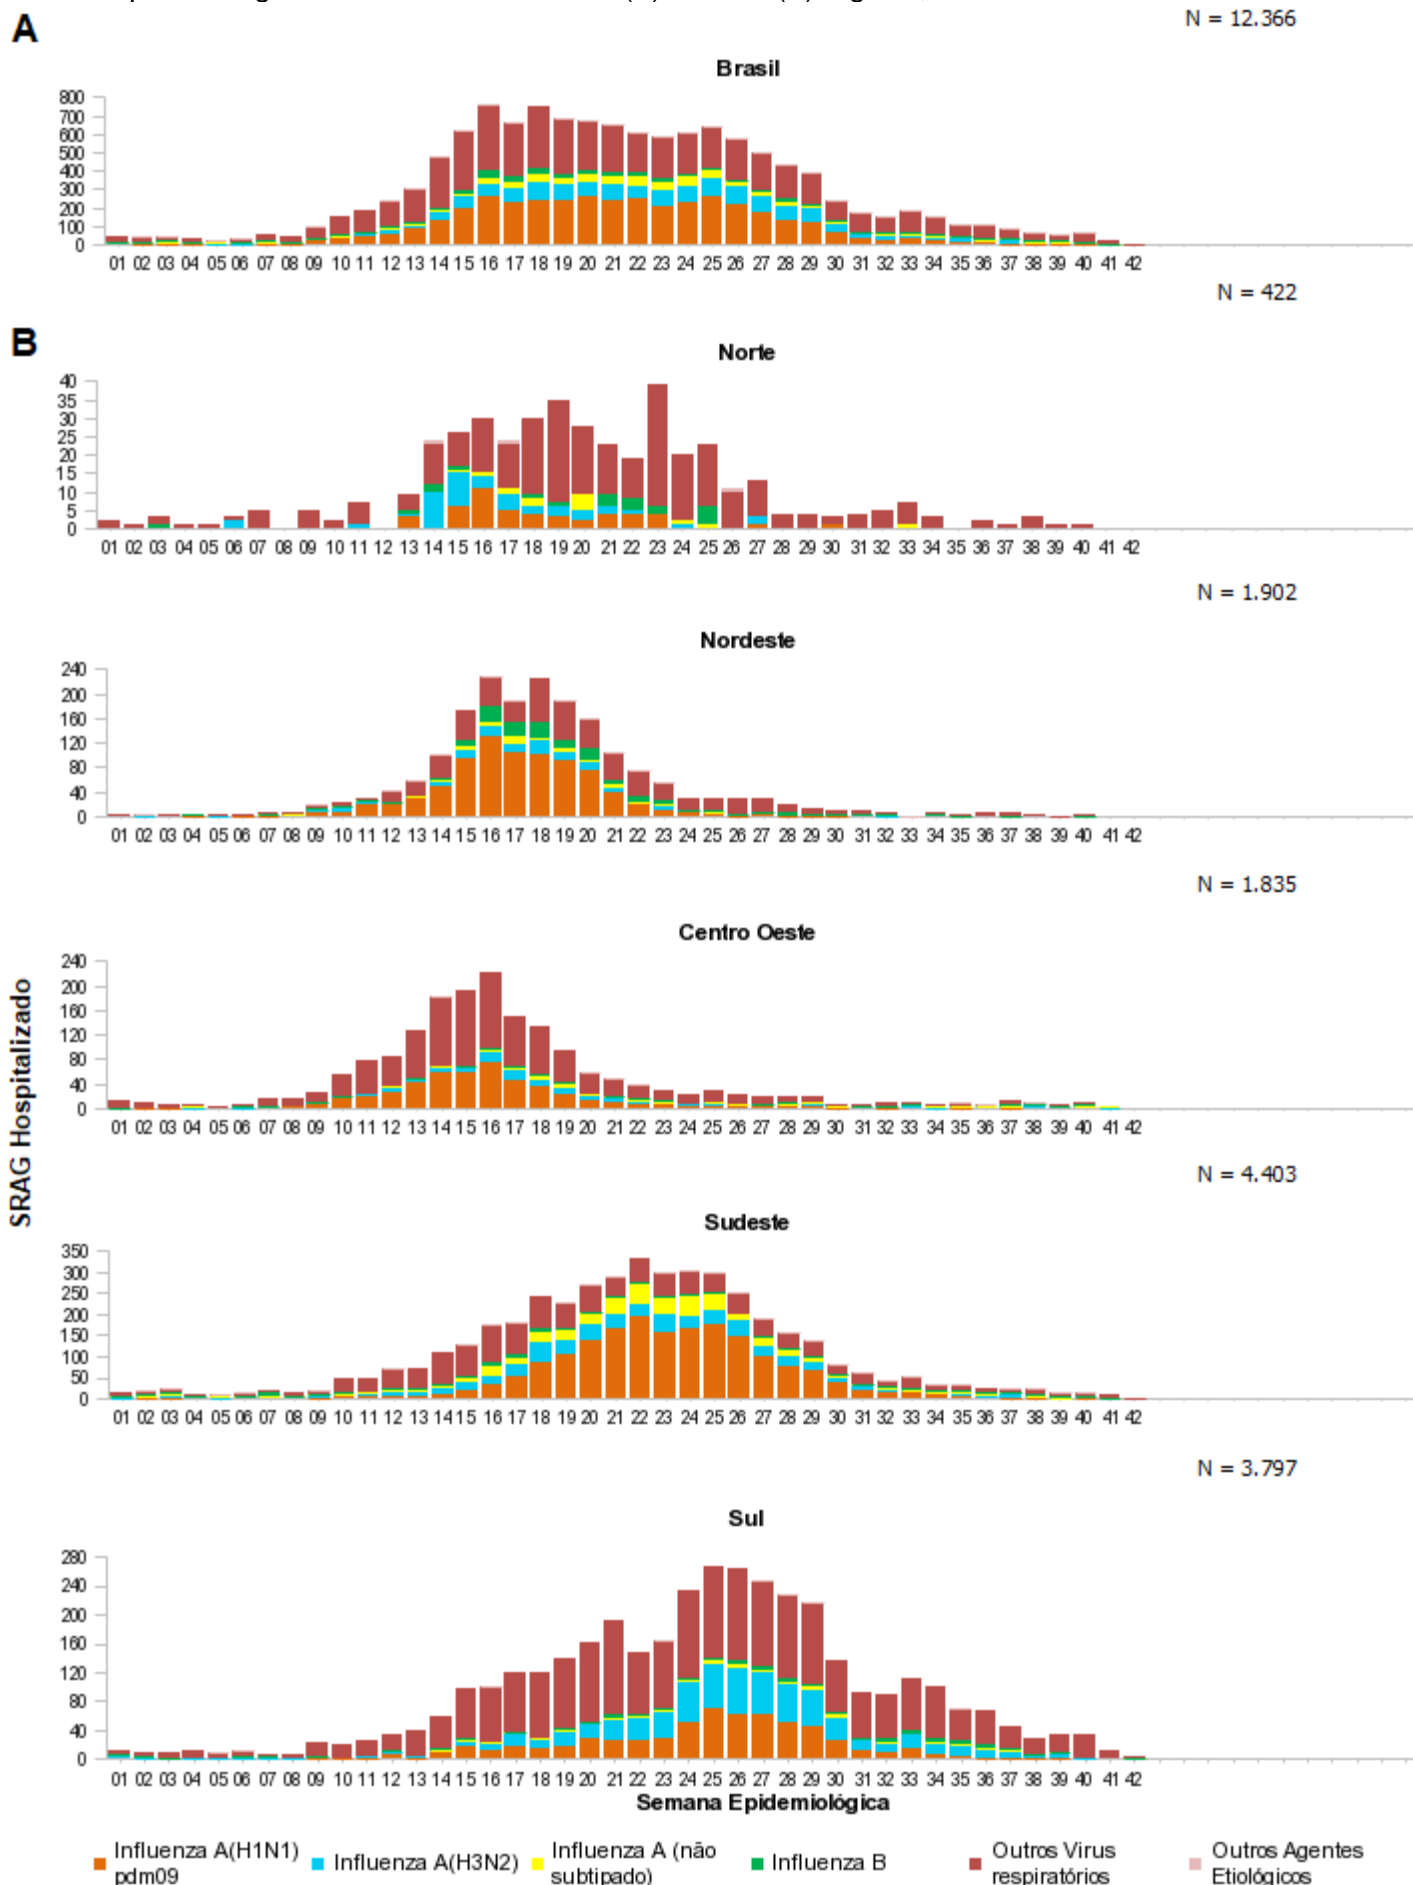 A
N = 12.366
Brasil
800
700
600
500
400
300
200
100
0
01 02 03 04 05 06 07 08 09 10 11 12 13 14 15 16 17 18 19 20 21 22 23 24 25 26 27 28 29 30 31 32 33 34 35 36 37 38 39 40 41 42
N = 422
B
Norte
40
35
30
25
20
15
10
5
0
01 02 03 04 05 06 07 08 09 10 11 12 13 14 15 16 17 18 19 20 21 22 23 24 25 26 27 28 29 30 31 32 33 34 35 36 37 38 39 40 41 42
N = 1.902
Nordeste
240
200
160
120
80
40
0
01 02 03 04 05 06 07 08 09 10 11 12 13 14 15 16 17 18 19 20 21 22 23 24 25 26 27 28 29 30 31 32 33 34 35 36 37 38 39 40 41 42
N = 1.835
Centro Oeste
240
200
160
120
80
40
0
01 02 03 04 05 06 07 08 09 10 11 12 13 14 15 16 17 18 19 20 21 22 23 24 25 26 27 28 29 30 31 32 33 34 35 36 37 38 39 40 41 42
SRAG Hospitalizado
N = 4.403
Sudeste
350
300
250
200
150
100
50
0
01 02 03 04 05 06 07 08 09 10 11 12 13 14 15 16 17 18 19 20 21 22 23 24 25 26 27 28 29 30 31 32 33 34 35 36 37 38 39 40 41 42
N = 3.797
Sul
280
240
200
160
120
80
40
0
01 02 03 04 05 06 07 08 09 10 11 12 13 14 15 16 17 18 19 20 21 22 23 24 25 26 27 28 29 30 31 32 33 34 35 36 37 38 39 40 41 42
Semana Epidemiológica
Influenza A(H1N1)
pdm09
Influenza A(H3N2)
Influenza A (não
subtipado)
Influenza B
Outros Virus
respiratórios
Outros Agentes
Etiológicos